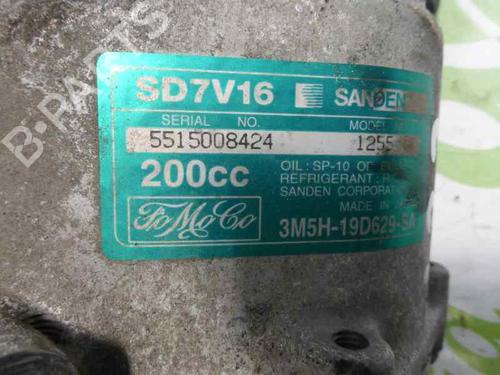 SD7V16 SANDEN
SERIAL NO. MODEL
5515008424 1255
200cc
OIL: SP-10
REFRIGERANT: R
SANDEN CORPORATION
MADE IN
FoMoCo
3M5H-19D629-SA
B-PARTS